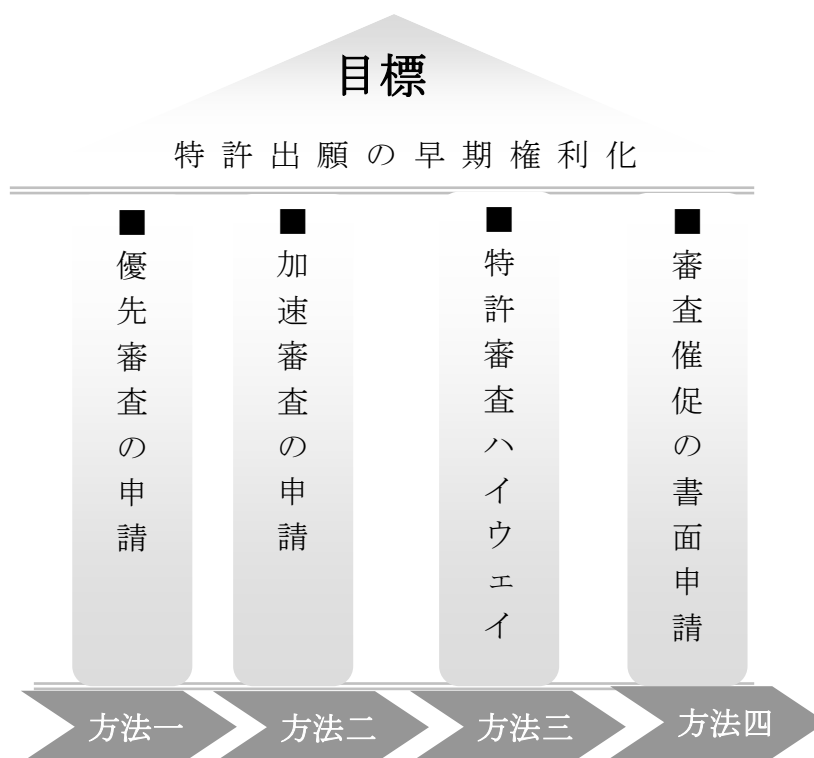 目標
特許出願の早期権利化
■優先審査の申請
■加速審査の申請
■特許審査ハイウェイ
■審査催促の書面申請
方法一
方法二
方法三
方法四